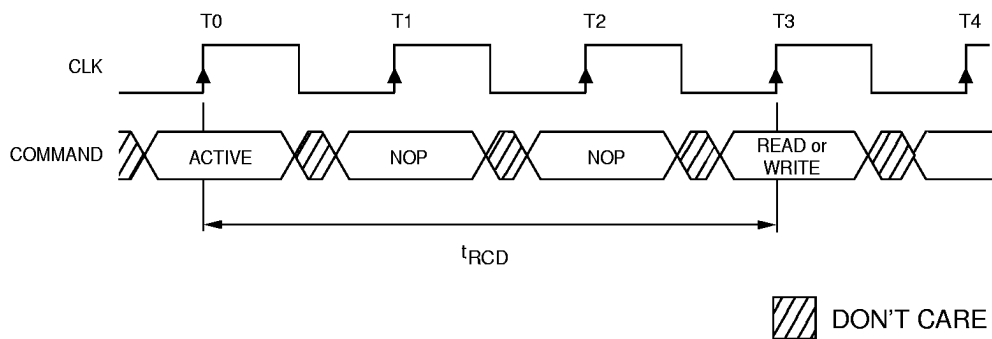 T0 T1 T2 T3 T4
CLK
COMMAND ACTIVE NOP NOP READ or
WRITE
tRCD
DON'T CARE